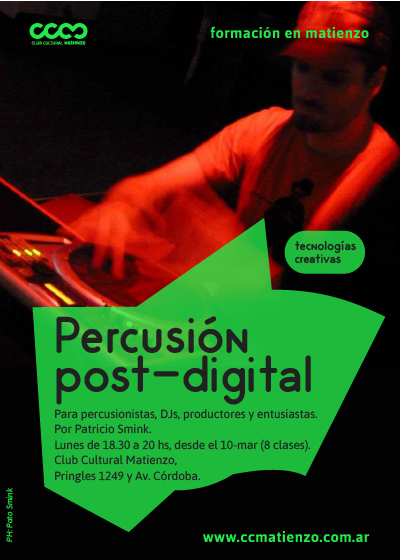 CLUB CULTURAL MATIENZO
formación en matienzo
tecnologías
creativas
Percusión
post-digital
Para percusionistas, DJs, productores y entusiastas.
Por Patricio Smink.
Lunes de 18.30 a 20 hs, desde el 10-mar (8 clases).
Club Cultural Matienzo,
Pringles 1249 y Av. Córdoba.
PH: Pato Smink
www.ccmatienzo.com.ar